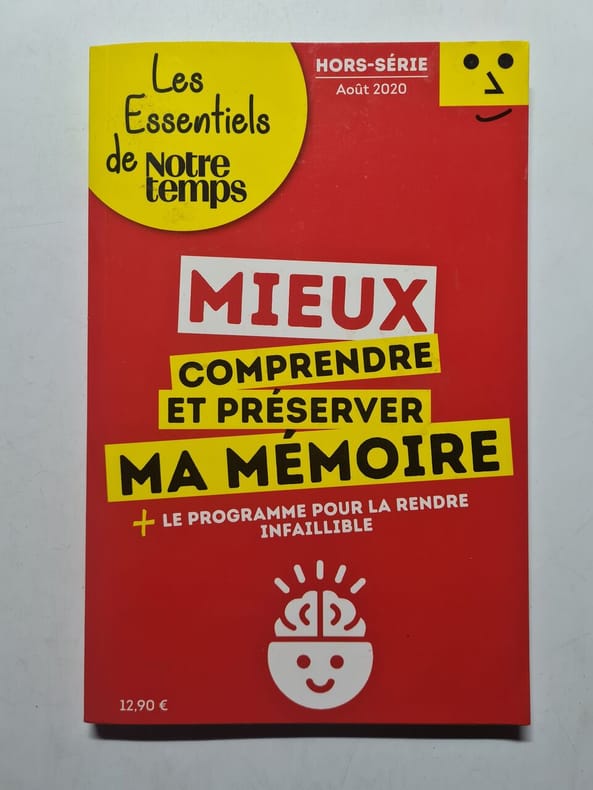 Les
Essentiels
de Notre
temps
HORS-SÉRIE
Août 2020
MIEUX
COMPRENDRE
ET PRÉSERVER
MA MÉMOIRE
+ LE PROGRAMME POUR LA RENDRE
INFAILLIBLE
12,90 €